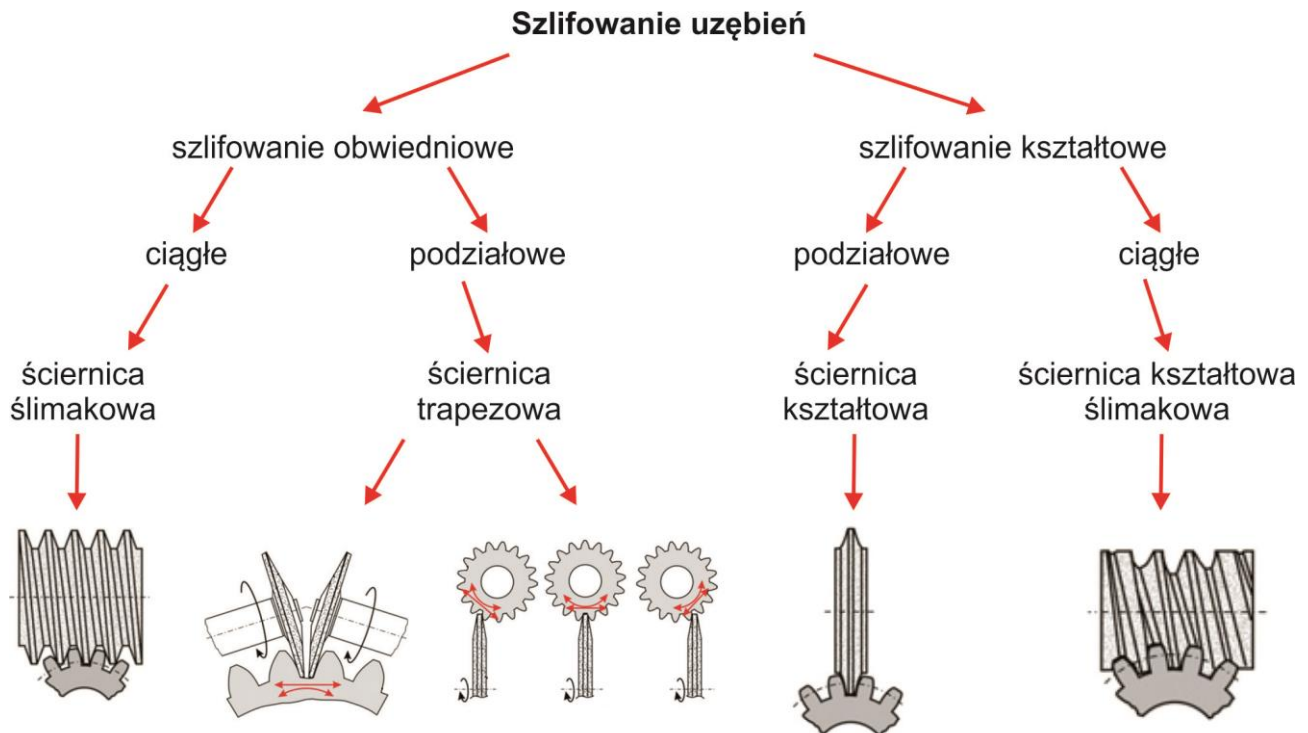 Szlifowanie uzębień
szlifowanie obwiedniowe
szlifowanie kształtowe
ciągłe
podziałowe
podziałowe
ciągłe
ściernica
ślimakowa
ściernica
trapezowa
ściernica
kształtowa
ściernica kształtowa
ślimakowa